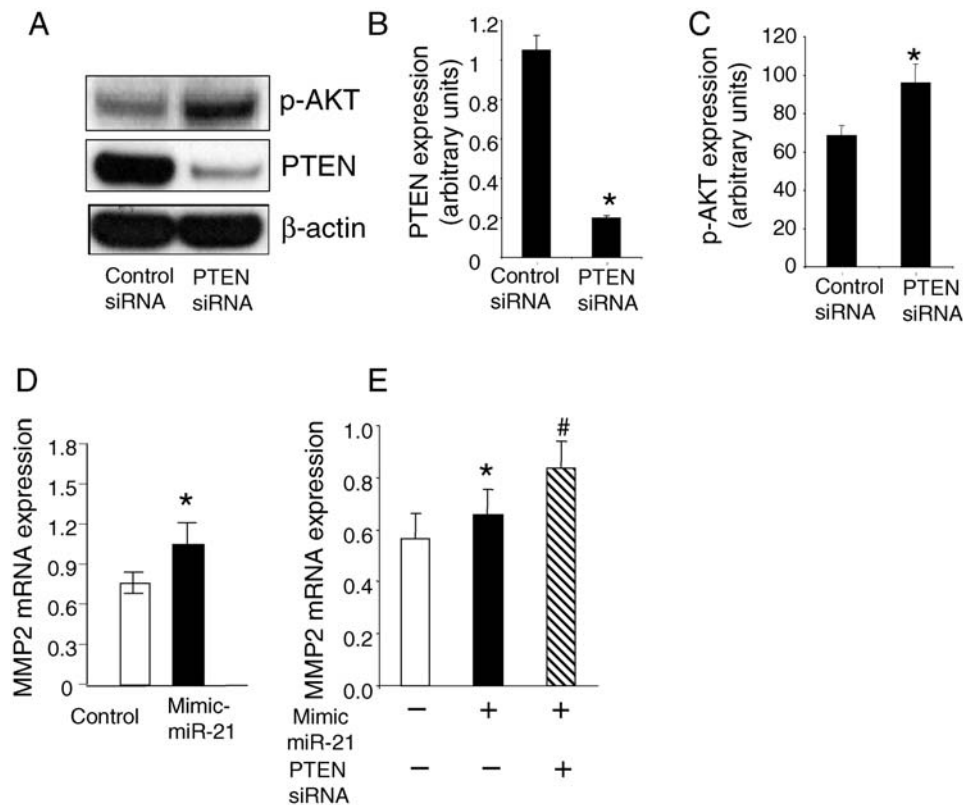 A
p-AKT
PTEN
β-actin
Control
siRNA
PTEN
siRNA
B
PTEN expression
(arbitrary units)
1.2
1
0.8
0.6
0.4
0.2
0
*
Control
siRNA
PTEN
siRNA
C
p-AKT expression
(arbitrary units)
120
100
80
60
40
20
0
*
Control
siRNA
PTEN
siRNA
D
MMP2 mRNA expression
1.8
1.5
1.2
0.9
0.6
0.3
0
*
Control
Mimic-
miR-21
E
MMP2 mRNA expression
1.0
0.8
0.6
0.4
0.2
0.0
*
#
Mimic
miR-21
− + +
PTEN
siRNA
− − +